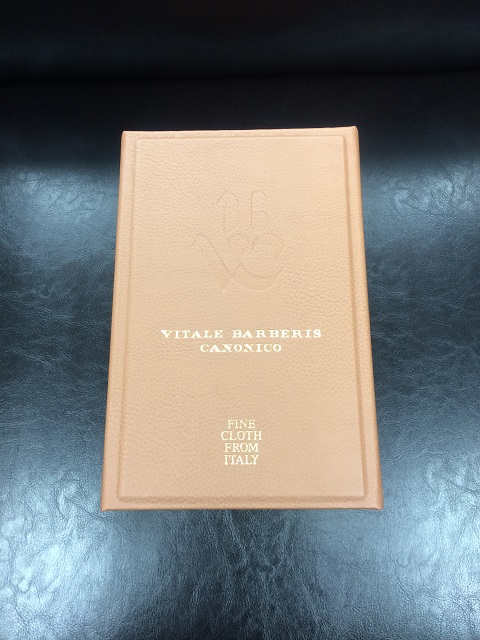 VITALE BARBERIS
CANONICO
FINE
CLOTH
FROM
ITALY